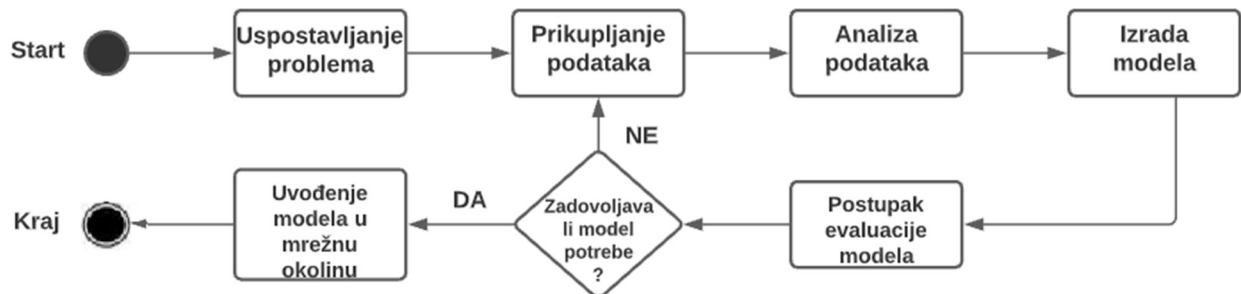 Start
Uspostavljanje
problema
Prikupljanje
podataka
Analiza
podataka
Izrada
modela
NE
Kraj
Uvođenje
modela u
mrežnu
okolinu
DA
Zadovoljava
li model
potrebe
?
Postupak
evaluacije
modela